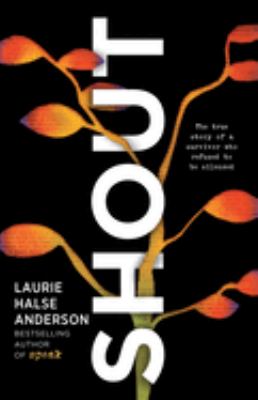 SHOUT
The true
story of a
survivor who
refused to
be silenced
LAURIE
HALSE
ANDERSON
BESTSELLING
AUTHOR
OF speak